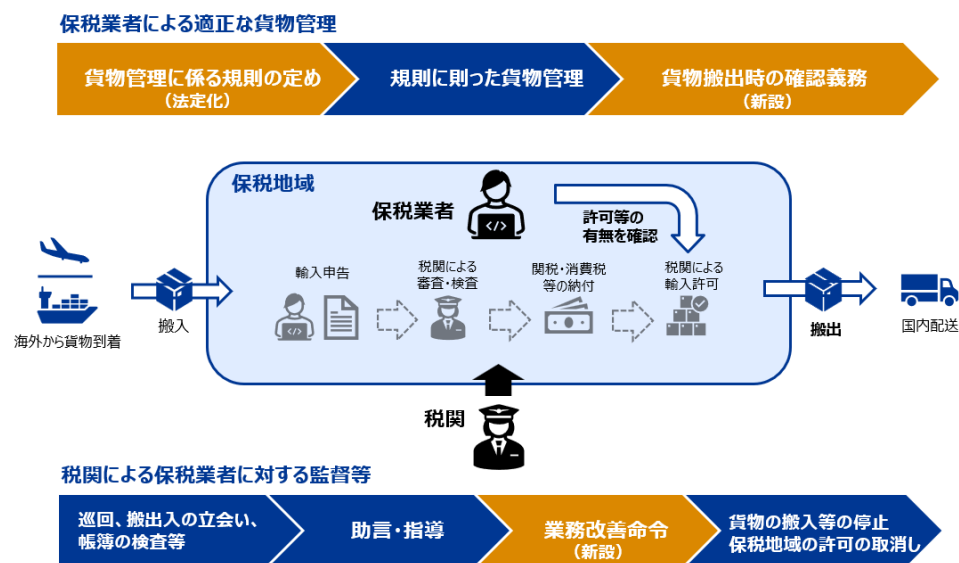 保税業者による適正な貨物管理
貨物管理に係る規則の定め
（法定化）
規則に則った貨物管理
貨物搬出時の確認義務
（新設）
保税地域
保税業者
許可等の
有無を確認
輸入申告
税関による
審査・検査
関税・消費税
等の納付
税関による
輸入許可
海外から貨物到着
搬入
搬出
国内配送
税関
税関による保税業者に対する監督等
巡回、搬出入の立会い、
帳簿の検査等
助言・指導
業務改善命令
（新設）
貨物の搬入等の停止
保税地域の許可の取消し